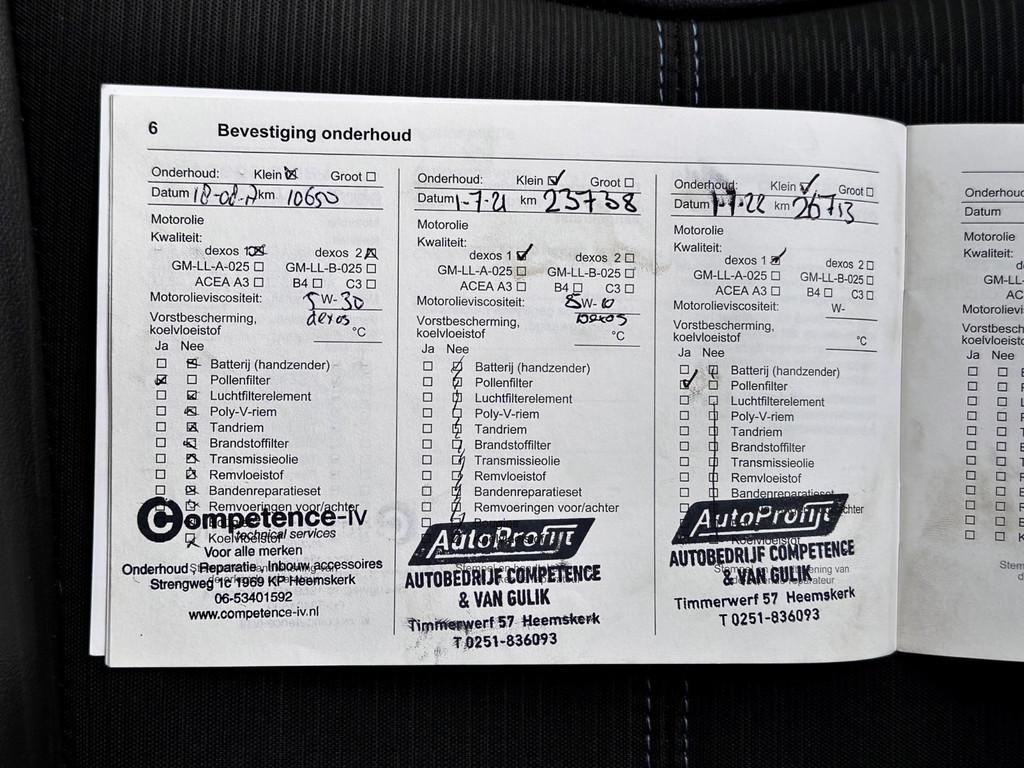 6 Bevestiging onderhoud
Onderhoud: Klein Groot
Datum 18-08-17 km 10650
Motorolie
Kwaliteit:
dexos 1 dexos 2
GM-LL-A-025 GM-LL-B-025
ACEA A3 B4 C3
Motorolieviscositeit: 5 W- 30
Vorstbescherming, dexos
koelvloeistof °C
Ja Nee
Batterij (handzender)
Pollenfilter
Luchtfilterelement
Poly-V-riem
Tandriem
Brandstoffilter
Transmissieolie
Remvloeistof
Bandenreparatieset
Remvoeringen voor/achter
Competence-iv
technical services
Voor alle merken
Onderhoud, Reparatie, Inbouw accessoires
Strengweg 1c 1969 KP Heemskerk
06-53401592
www.competence-iv.nl
Onderhoud: Klein Groot
Datum 1-7-21 km 23738
Motorolie
Kwaliteit:
dexos 1 dexos 2
GM-LL-A-025 GM-LL-B-025
ACEA A3 B4 C3
Motorolieviscositeit: W-
Vorstbescherming, Dexos
koelvloeistof °C
Ja Nee
Batterij (handzender)
Pollenfilter
Luchtfilterelement
Poly-V-riem
Tandriem
Brandstoffilter
Transmissieolie
Remvloeistof
Bandenreparatieset
Remvoeringen voor/achter
AutoProfijt
AUTOBEDRIJF COMPETENCE
& VAN GULIK
Timmerwerf 57 Heemskerk
T 0251-836093
Onderhoud: Klein Groot
Datum 1-7-22 km 26713
Motorolie
Kwaliteit:
dexos 1 dexos 2
GM-LL-A-025 GM-LL-B-025
ACEA A3 B4 C3
Motorolieviscositeit: W-
Vorstbescherming,
koelvloeistof °C
Ja Nee
Batterij (handzender)
Pollenfilter
Luchtfilterelement
Poly-V-riem
Tandriem
Brandstoffilter
Transmissieolie
Remvloeistof
Bandenreparatieset
AutoProfijt
AUTOBEDRIJF COMPETENCE
& VAN GULIK
Timmerwerf 57 Heemskerk
T 0251-836093
Datum
Motorolie
Kwaliteit:
Ja Nee